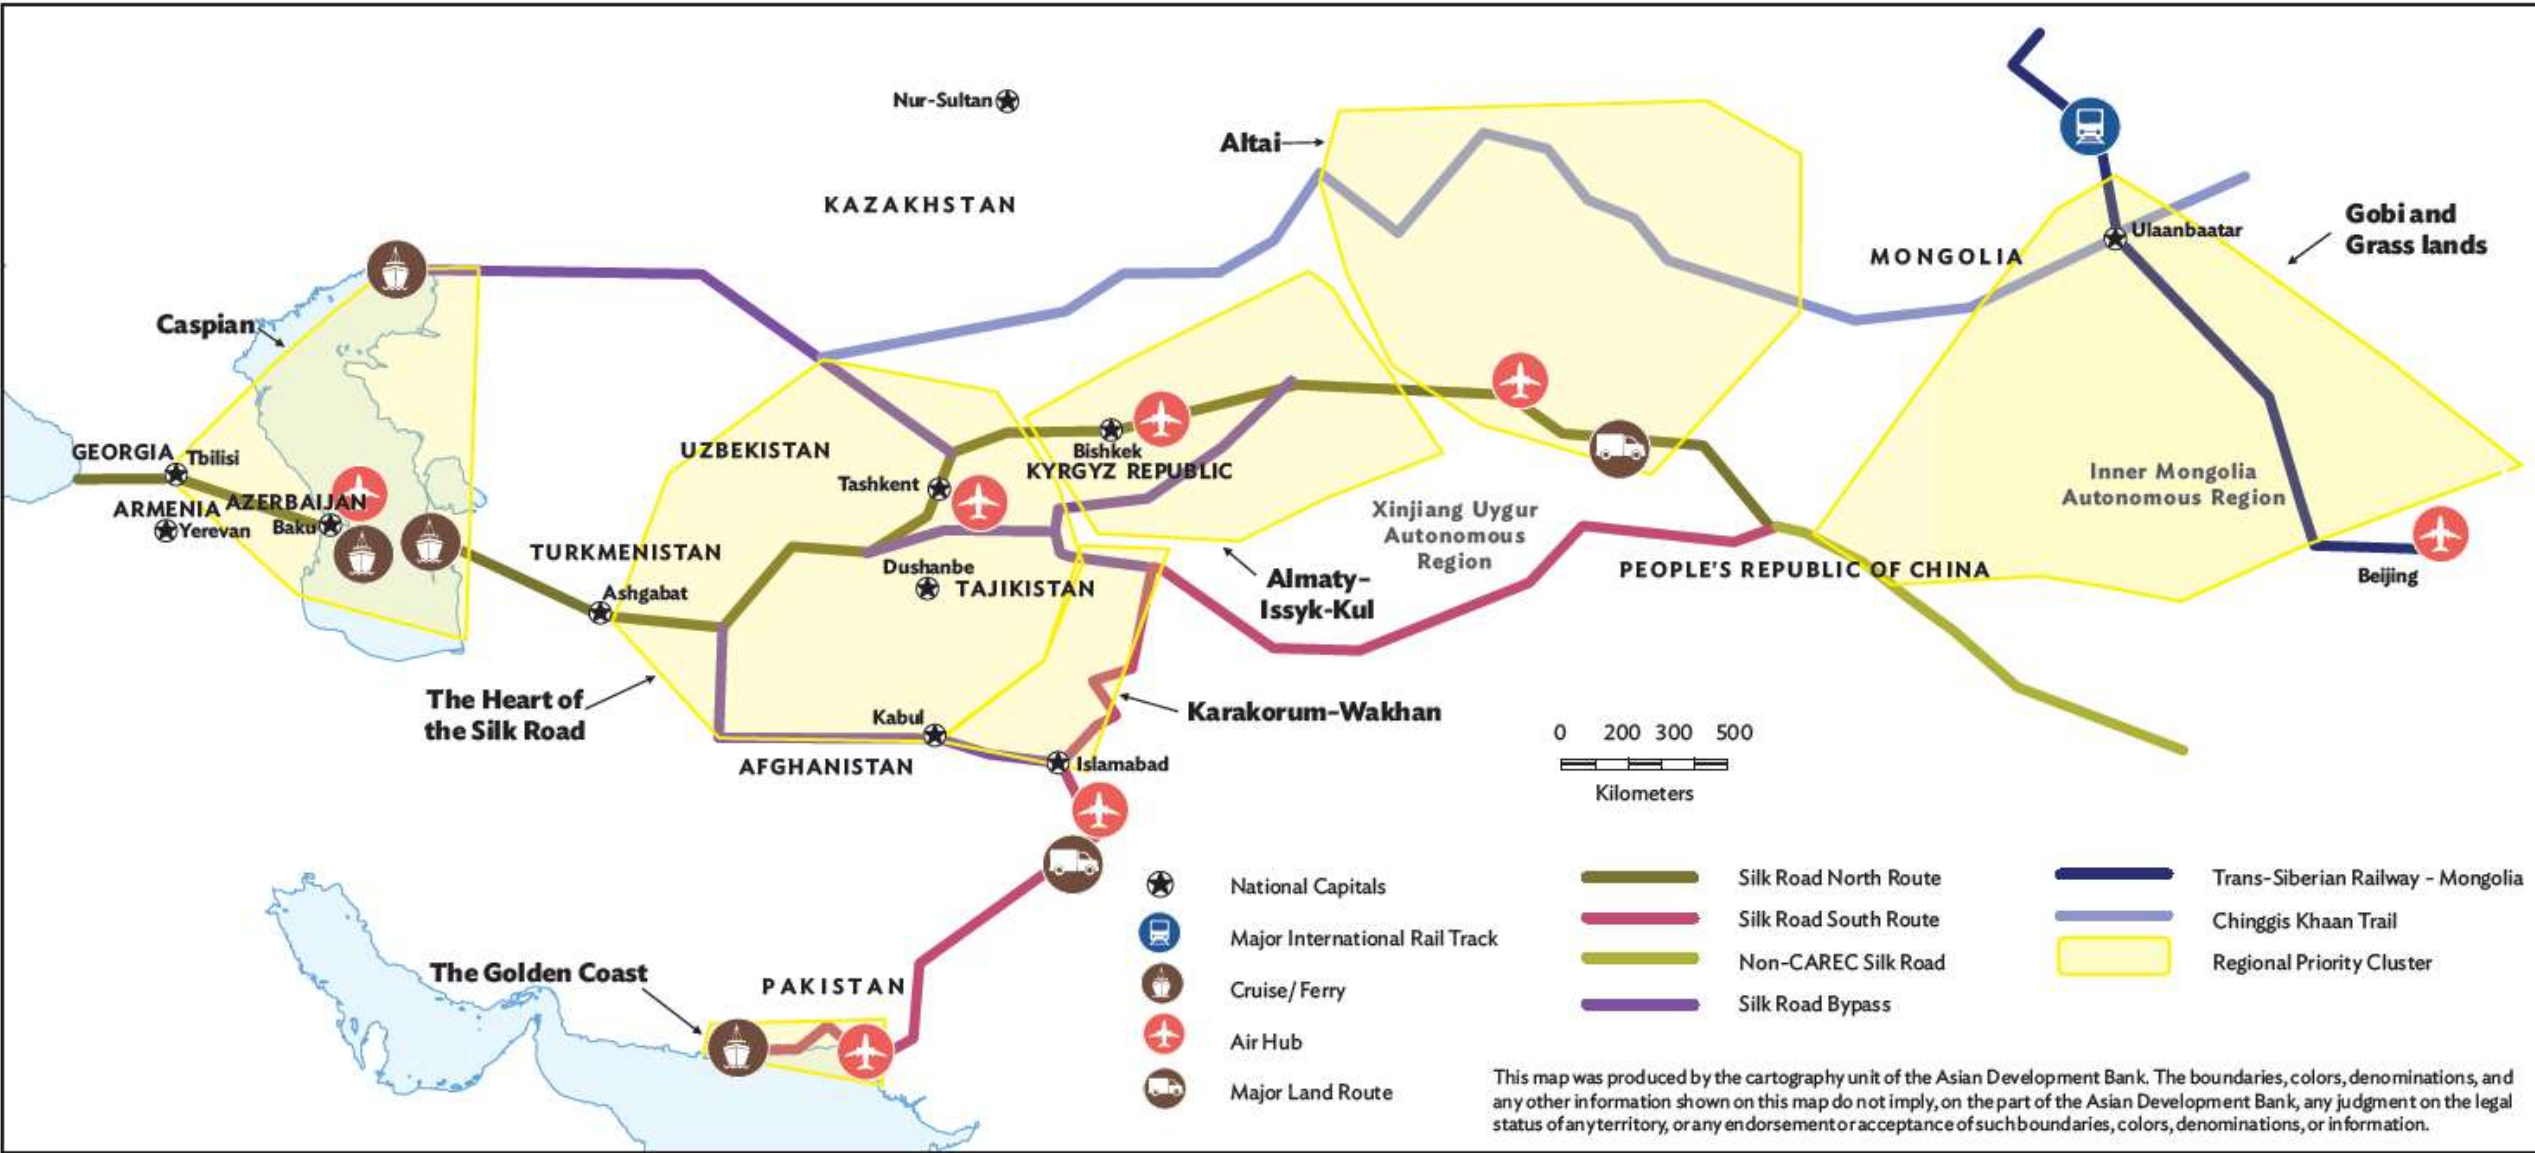 Nur-Sultan
Altai
KAZAKHSTAN
Gobi and
Grass lands
Ulaanbaatar
MONGOLIA
Caspian
GEORGIA
Tbilisi
UZBEKISTAN
Bishkek
KYRGYZ REPUBLIC
Tashkent
Inner Mongolia
Autonomous Region
ARMENIA
AZERBAIJAN
Yerevan
Baku
Xinjiang Uygur
Autonomous
Region
TURKMENISTAN
Dushanbe
TAJIKISTAN
Ashgabat
Almaty-
Issyk-Kul
PEOPLE'S REPUBLIC OF CHINA
Beijing
The Heart of
the Silk Road
Kabul
Karakorum-Wakhan
AFGHANISTAN
Islamabad
0 200 300 500
Kilometers
The Golden Coast
PAKISTAN
National Capitals
Major International Rail Track
Cruise/Ferry
Air Hub
Major Land Route
Silk Road North Route
Silk Road South Route
Non-CAREC Silk Road
Silk Road Bypass
Trans-Siberian Railway - Mongolia
Chinggis Khaan Trail
Regional Priority Cluster
This map was produced by the cartography unit of the Asian Development Bank. The boundaries, colors, denominations, and
any other information shown on this map do not imply, on the part of the Asian Development Bank, any judgment on the legal
status of any territory, or any endorsement or acceptance of such boundaries, colors, denominations, or information.